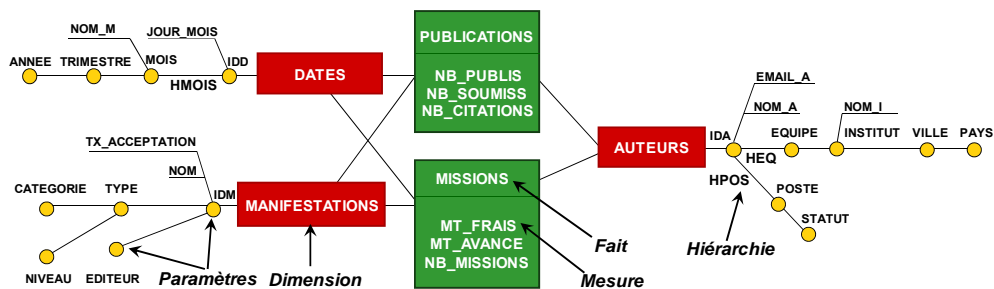 NOM_M
JOUR_MOIS
ANNEE
TRIMESTRE
MOIS
IDD
HMOIS
DATES
TX_ACCEPTATION
NOM
CATEGORIE
TYPE
IDM
MANIFESTATIONS
NIVEAU
EDITEUR
Paramètres
Dimension
PUBLICATIONS
NB_PUBLIS
NB_SOUMISS
NB_CITATIONS
MISSIONS
MT_FRAIS
MT_AVANCE
NB_MISSIONS
Fait
Mesure
AUTEURS
EMAIL_A
NOM_A
NOM_I
IDA
EQUIPE
INSTITUT
VILLE
PAYS
HEQ
HPOS
POSTE
STATUT
Hiérarchie